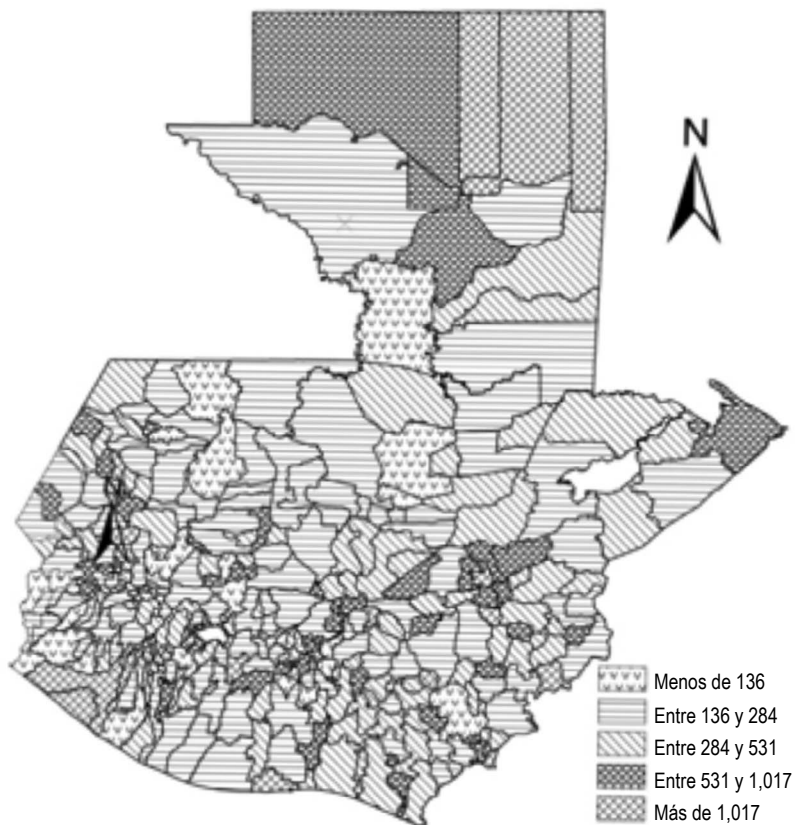 N
Menos de 136
Entre 136 y 284
Entre 284 y 531
Entre 531 y 1,017
Más de 1,017